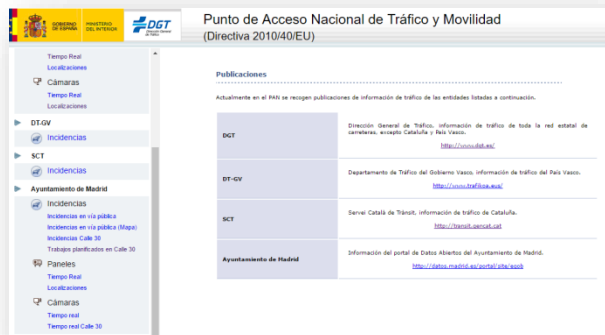 GOBIERNO
DE ESPAÑA
MINISTERIO
DEL INTERIOR
DGT
Dirección General
de Tráfico
Punto de Acceso Nacional de Tráfico y Movilidad
(Directiva 2010/40/EU)
Tiempo Real
Localizaciones
Cámaras
Tiempo Real
Localizaciones
DT-GV
Incidencias
SCT
Incidencias
Ayuntamiento de Madrid
Incidencias
Incidencias en vía pública
Incidencias en vía pública (Mapa)
Incidencias Calle 30
Trabajos planificados en Calle 30
Paneles
Tiempo Real
Localizaciones
Cámaras
Tiempo real
Tiempo real Calle 30
Publicaciones
Actualmente en el PAN se recogen publicaciones de información de tráfico de las entidades listadas a continuación.
DGT
Dirección General de Tráfico, información de tráfico de toda la red estatal de
carreteras, excepto Cataluña y País Vasco.
http://www.dgt.es/
DT-GV
Departamento de Tráfico del Gobierno Vasco, información de tráfico del País Vasco.
http://www.trafikoa.eus/
SCT
Servei Català de Trànsit, información de tráfico de Cataluña.
http://transit.gencat.cat
Ayuntamiento de Madrid
Información del portal de Datos Abiertos del Ayuntamiento de Madrid.
http://datos.madrid.es/portal/site/egob